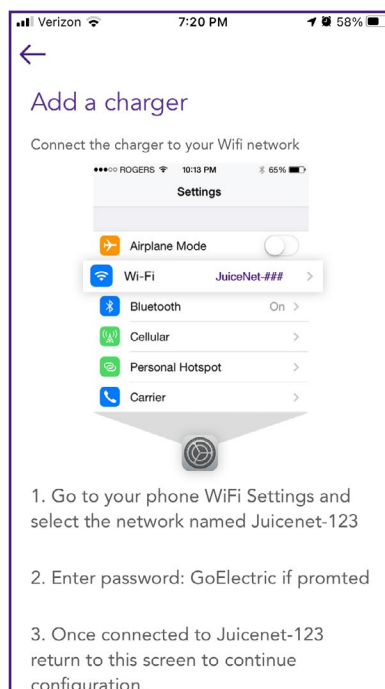 Verizon 7:20 PM 58%
Add a charger
Connect the charger to your Wifi network
ROGERS 10:13 PM 65%
Settings
Airplane Mode
Wi-Fi JuiceNet-###
Bluetooth On
Cellular
Personal Hotspot
Carrier
1. Go to your phone WiFi Settings and
select the network named Juicenet-123
2. Enter password: GoElectric if promted
3. Once connected to Juicenet-123
return to this screen to continue
configuration